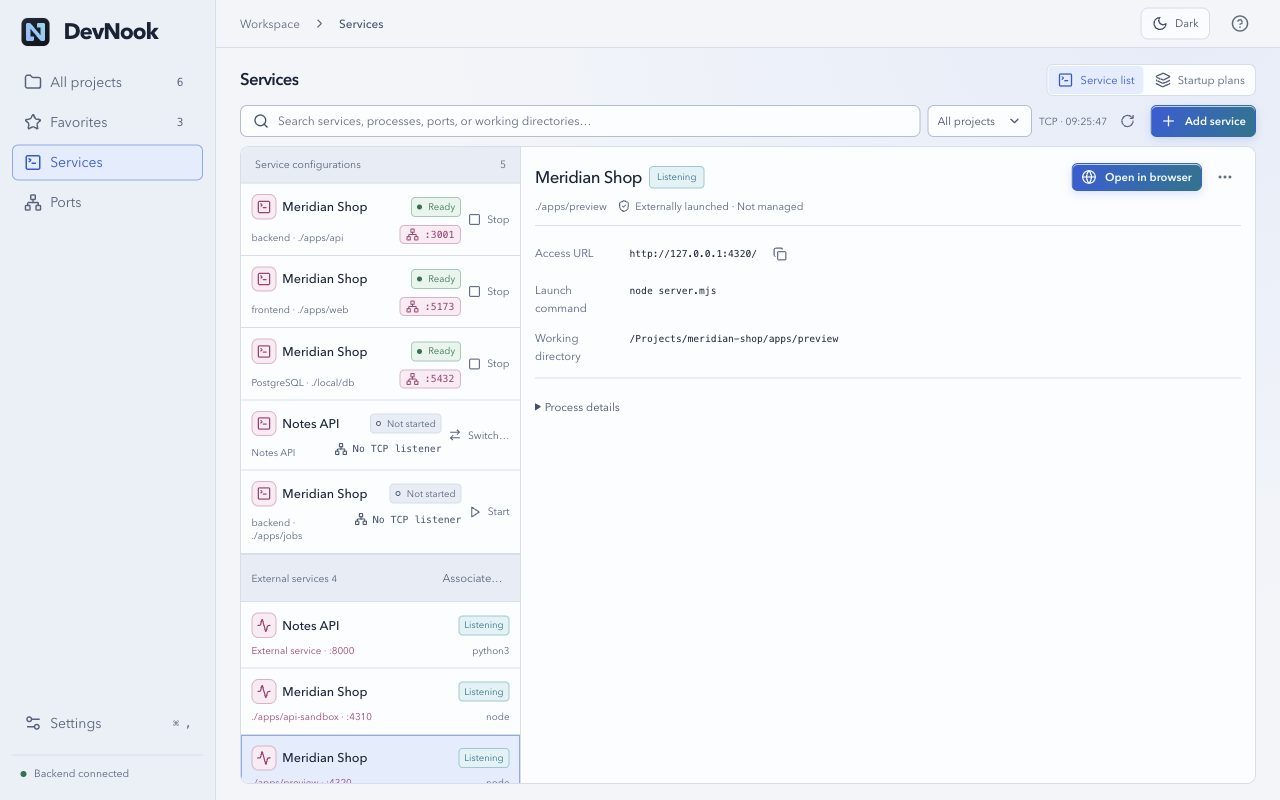 DevNook
All projects 6
Favorites 3
Services
Ports
Settings ⌘ ,
Backend connected
Workspace > Services
Dark
Services
Service list
Startup plans
Search services, processes, ports, or working directories…
All projects
TCP · 09:25:47
Add service
Service configurations 5
Meridian Shop Ready
Stop
backend · ./apps/api :3001
Meridian Shop Ready
Stop
frontend · ./apps/web :5173
Meridian Shop Ready
Stop
PostgreSQL · ./local/db :5432
Notes API Not started
Switch…
Notes API No TCP listener
Meridian Shop Not started
Start
backend · No TCP listener
./apps/jobs
External services 4 Associate…
Notes API Listening
External service · :8000 python3
Meridian Shop Listening
./apps/api-sandbox · :4310 node
Meridian Shop Listening
./apps/preview · :4320 node
Meridian Shop Listening
Open in browser
./apps/preview Externally launched · Not managed
Access URL http://127.0.0.1:4320/
Launch command node server.mjs
Working directory /Projects/meridian-shop/apps/preview
Process details